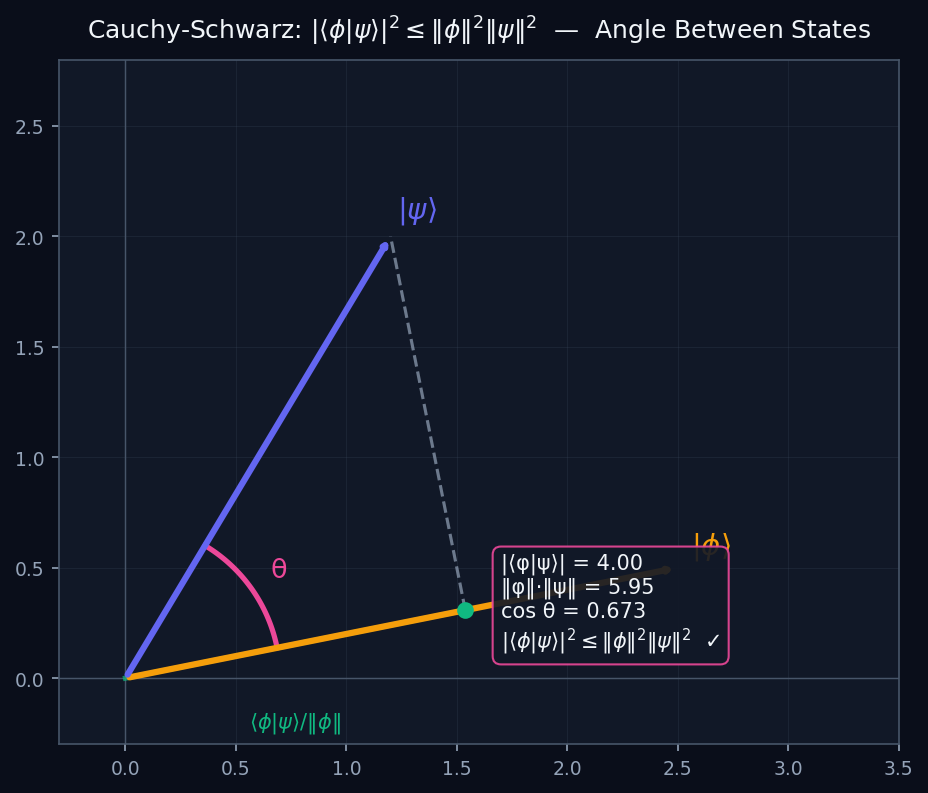 Cauchy-Schwarz: |⟨ϕ|ψ⟩|² ≤ ‖ϕ‖²‖ψ‖² — Angle Between States
2.5
2.0
1.5
1.0
0.5
0.0
|ψ⟩
θ
|ϕ⟩
|⟨φ|ψ⟩| = 4.00
‖φ‖·‖ψ‖ = 5.95
cos θ = 0.673
|⟨ϕ|ψ⟩|² ≤ ‖ϕ‖²‖ψ‖² ✓
⟨ϕ|ψ⟩/‖ϕ‖
0.0 0.5 1.0 1.5 2.0 2.5 3.0 3.5